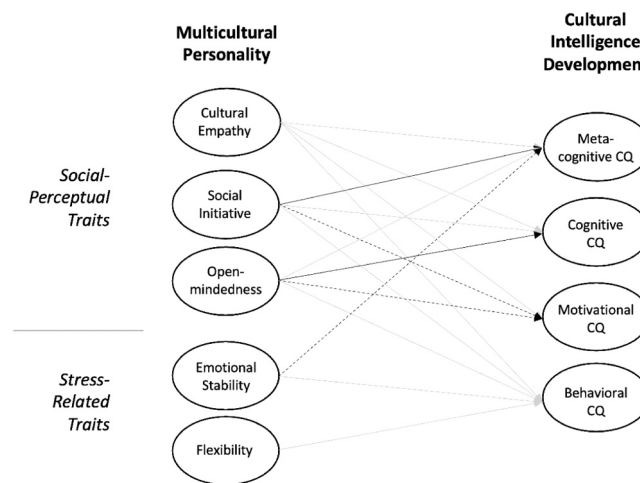 Multicultural
Personality
Cultural
Intelligence
Developmen
Cultural
Empathy
Meta-
cognitive CQ
Social-
Perceptual
Traits
Social
Initiative
Cognitive
CQ
Open-
mindedness
Motivational
CQ
Stress-
Related
Traits
Emotional
Stability
Behavioral
CQ
Flexibility